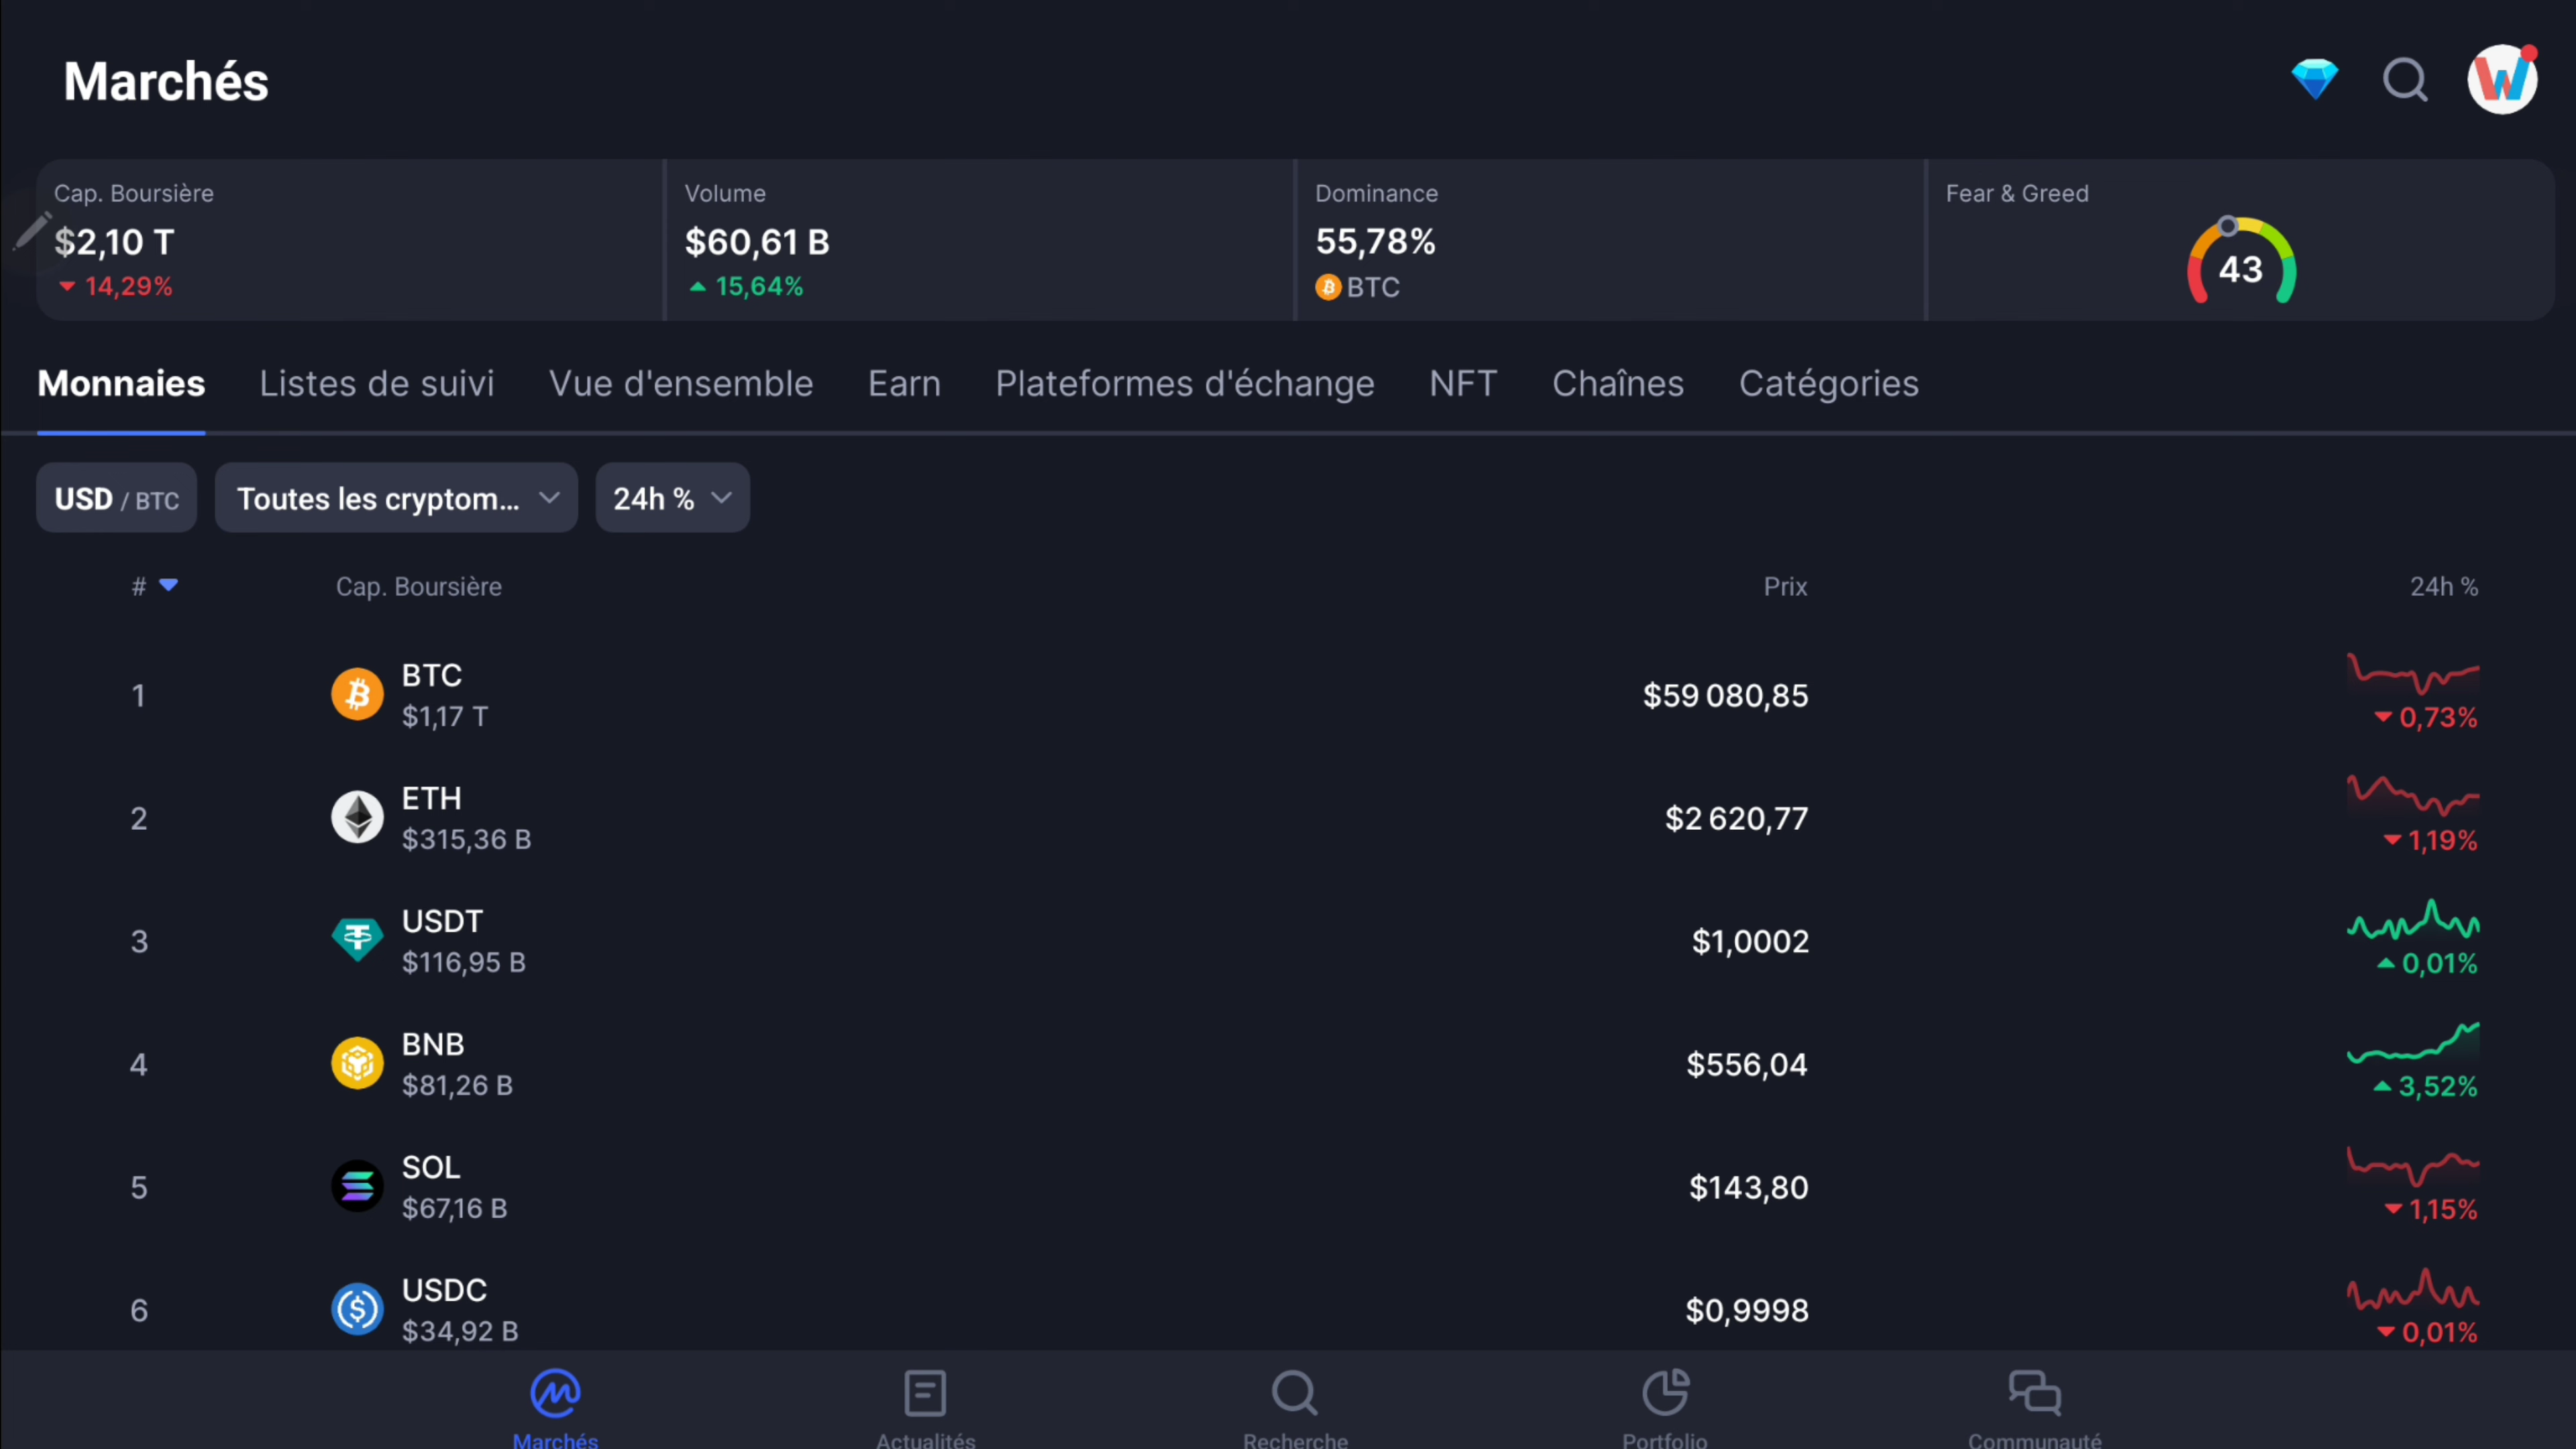 Marchés
Cap. Boursière
$2,10 T
14,29%
Volume
$60,61 B
15,64%
Dominance
55,78%
BTC
Fear & Greed
43
Monnaies Listes de suivi Vue d'ensemble Earn Plateformes d'échange NFT Chaînes Catégories
USD / BTC Toutes les cryptom... 24h %
# Cap. Boursière Prix 24h %
1 BTC $59 080,85
$1,17 T 0,73%
2 ETH $2 620,77
$315,36 B 1,19%
3 USDT $1,0002
$116,95 B 0,01%
4 BNB $556,04
$81,26 B 3,52%
5 SOL $143,80
$67,16 B 1,15%
6 USDC $0,9998
$34,92 B 0,01%
Marchés Actualités Recherche Portfolio Communauté